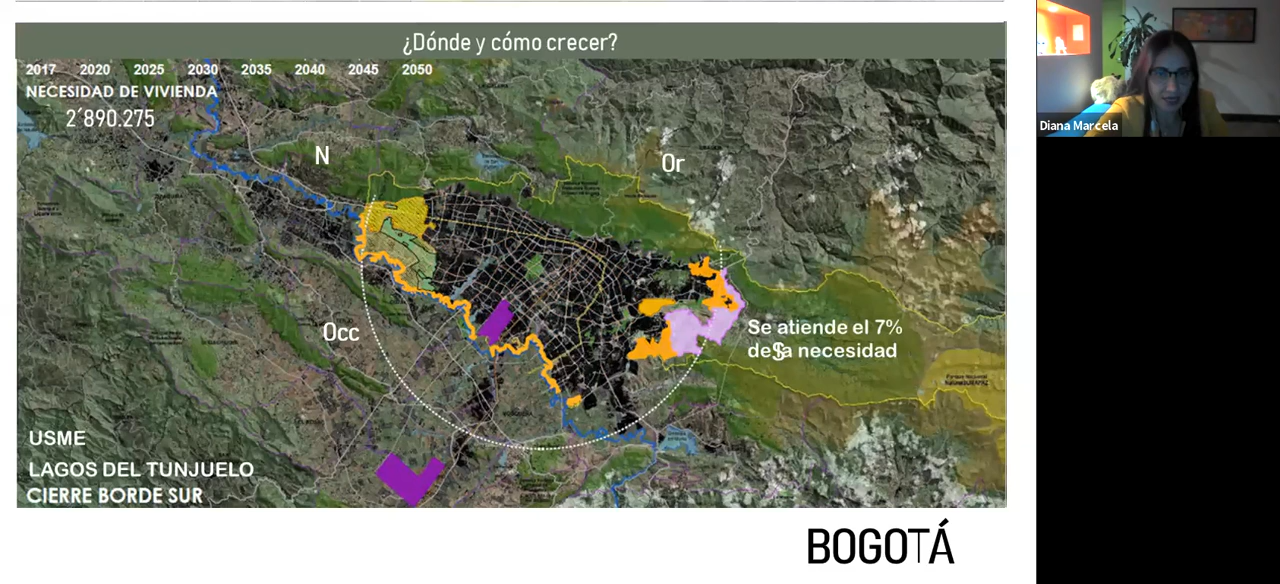 ¿Dónde y cómo crecer?
2017 2020 2025 2030 2035 2040 2045 2050
NECESIDAD DE VIVIENDA
2´890.275
N
Or
Occ
S
Se atiende el 7%
de la necesidad
USME
LAGOS DEL TUNJUELO
CIERRE BORDE SUR
BOGOTÁ
Diana Marcela